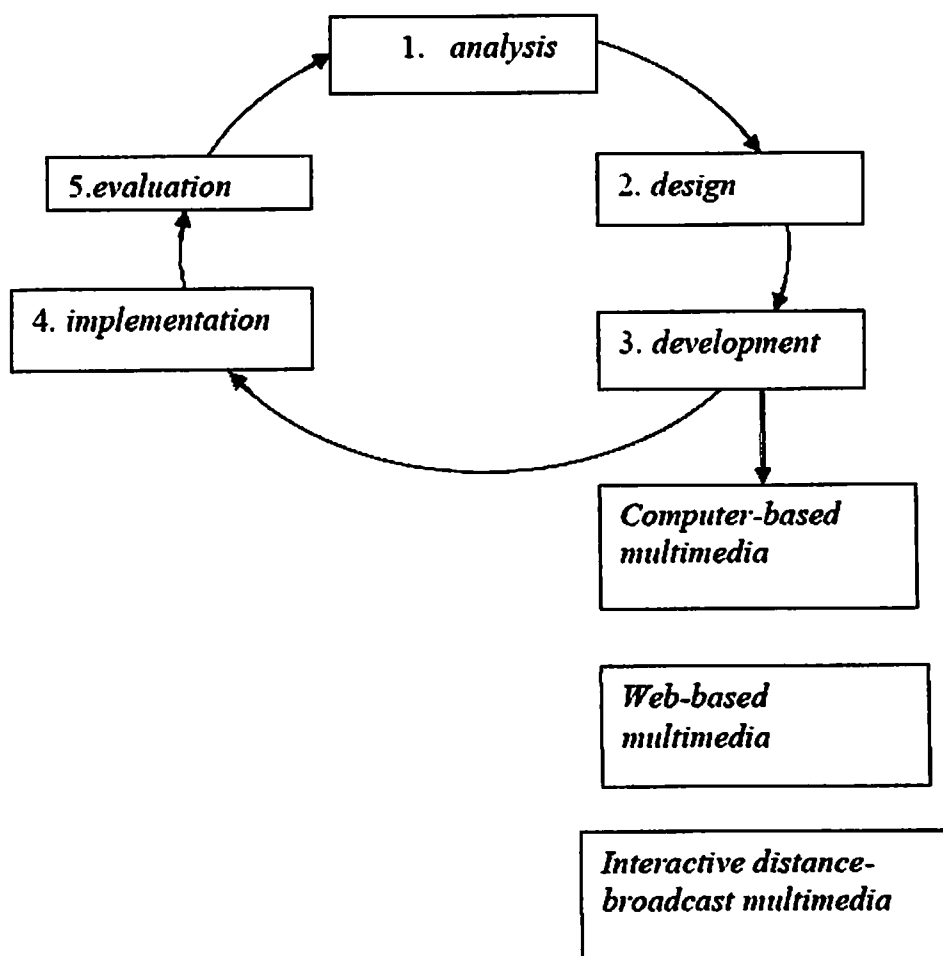 1. analysis
2. design
3. development
4. implementation
5.evaluation
Computer-based
multimedia
Web-based
multimedia
Interactive distance-
broadcast multimedia